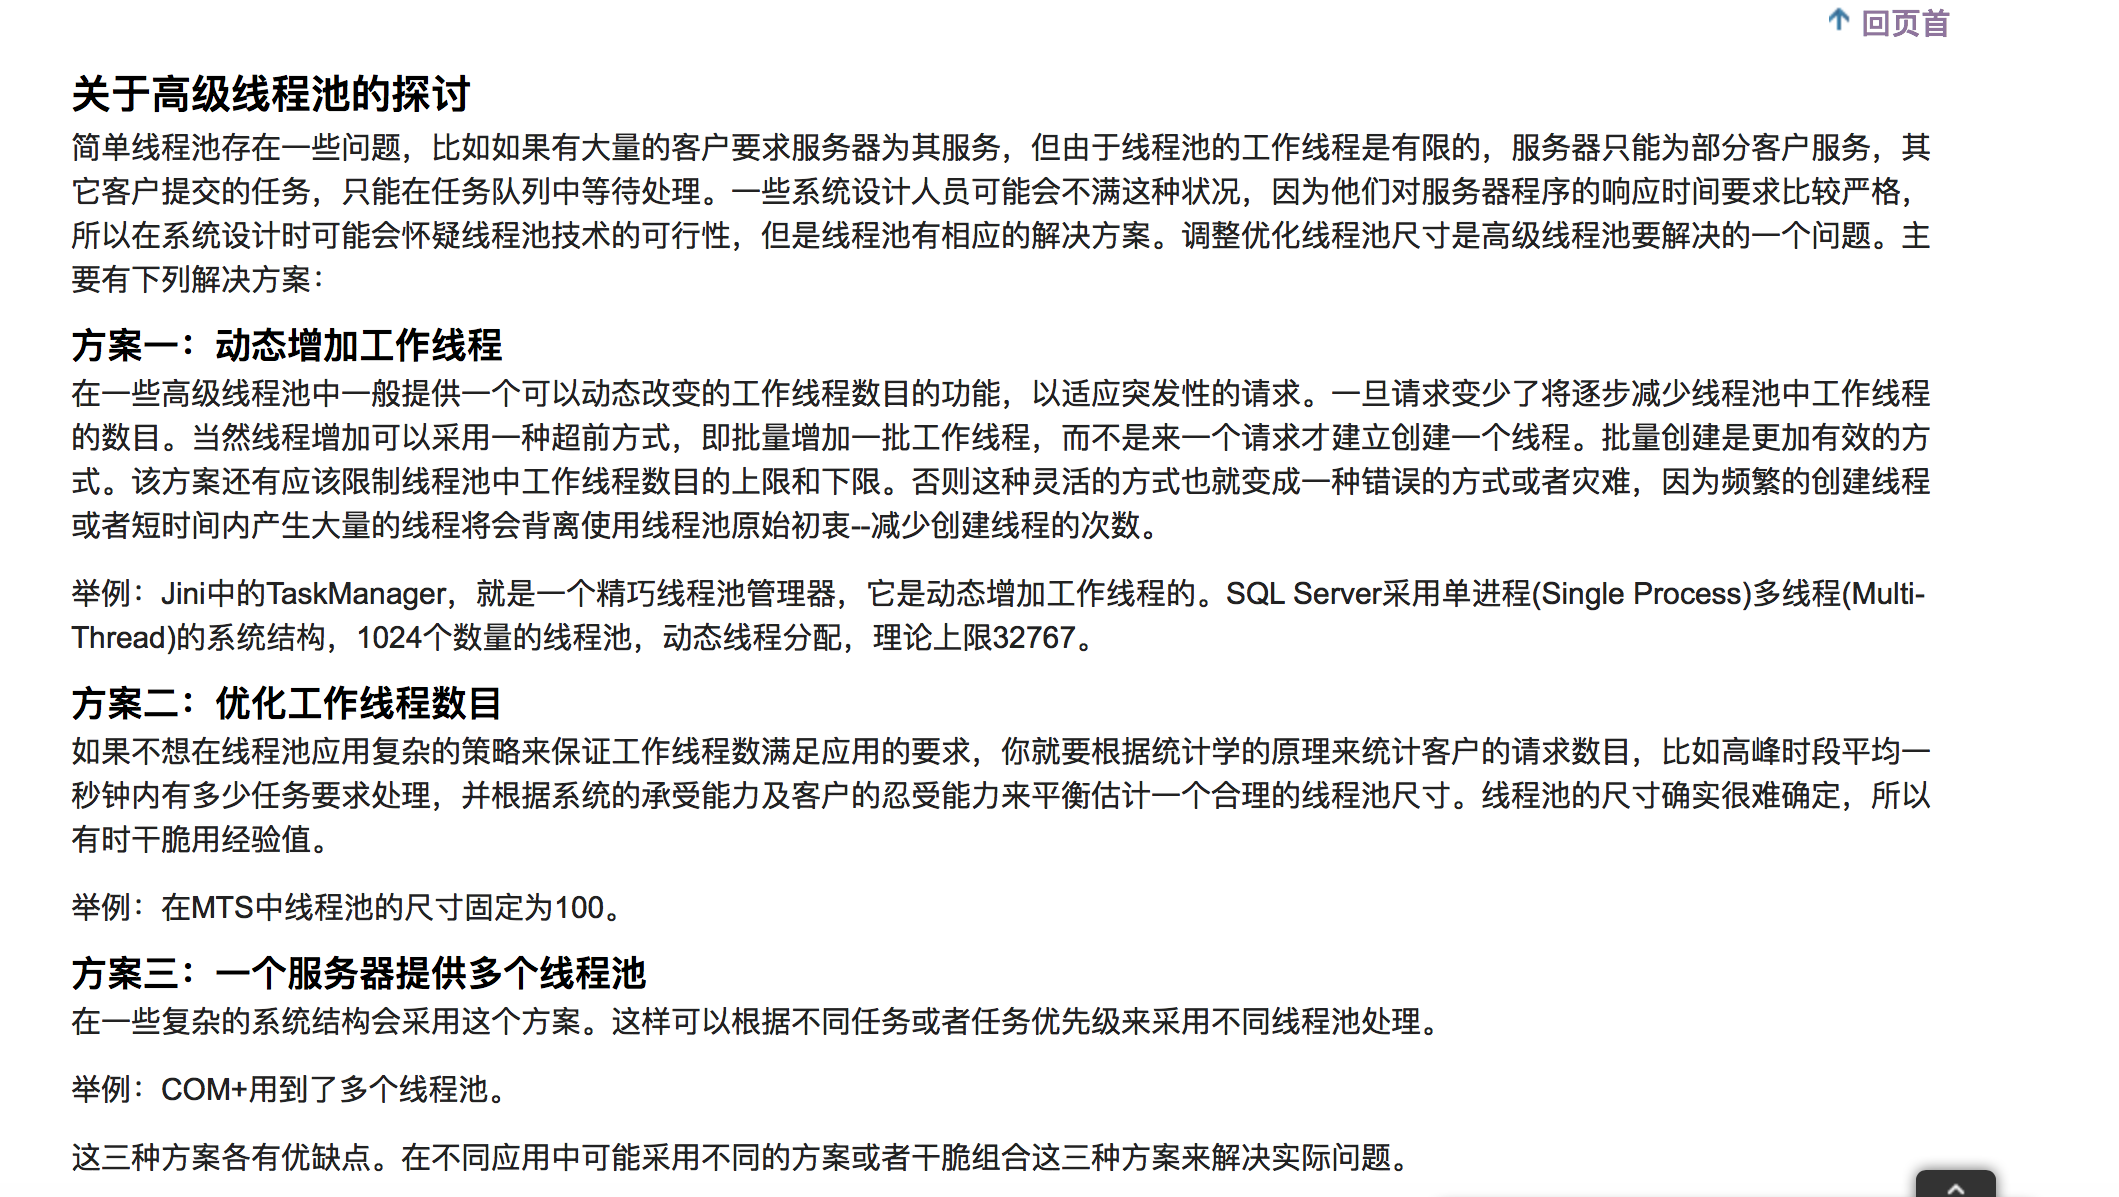 回页首
关于高级线程池的探讨
简单线程池存在一些问题，比如如果有大量的客户要求服务器为其服务，但由于线程池的工作线程是有限的，服务器只能为部分客户服务，其
它客户提交的任务，只能在任务队列中等待处理。一些系统设计人员可能会不满这种状况，因为他们对服务器程序的响应时间要求比较严格，
所以在系统设计时可能会怀疑线程池技术的可行性，但是线程池有相应的解决方案。调整优化线程池尺寸是高级线程池要解决的一个问题。主
要有下列解决方案：
方案一：动态增加工作线程
在一些高级线程池中一般提供一个可以动态改变的工作线程数目的功能，以适应突发性的请求。一旦请求变少了将逐步减少线程池中工作线程
的数目。当然线程增加可以采用一种超前方式，即批量增加一批工作线程，而不是来一个请求才建立创建一个线程。批量创建是更加有效的方
式。该方案还有应该限制线程池中工作线程数目的上限和下限。否则这种灵活的方式也就变成一种错误的方式或者灾难，因为频繁的创建线程
或者短时间内产生大量的线程将会背离使用线程池原始初衷--减少创建线程的次数。
举例：Jini中的TaskManager，就是一个精巧线程池管理器，它是动态增加工作线程的。SQL Server采用单进程(Single Process)多线程(Multi-
Thread)的系统结构，1024个数量的线程池，动态线程分配，理论上限32767。
方案二：优化工作线程数目
如果不想在线程池应用复杂的策略来保证工作线程数满足应用的要求，你就要根据统计学的原理来统计客户的请求数目，比如高峰时段平均一
秒钟内有多少任务要求处理，并根据系统的承受能力及客户的忍受能力来平衡估计一个合理的线程池尺寸。线程池的尺寸确实很难确定，所以
有时干脆用经验值。
举例：在MTS中线程池的尺寸固定为100。
方案三：一个服务器提供多个线程池
在一些复杂的系统结构会采用这个方案。这样可以根据不同任务或者任务优先级来采用不同线程池处理。
举例：COM+用到了多个线程池。
这三种方案各有优缺点。在不同应用中可能采用不同的方案或者干脆组合这三种方案来解决实际问题。